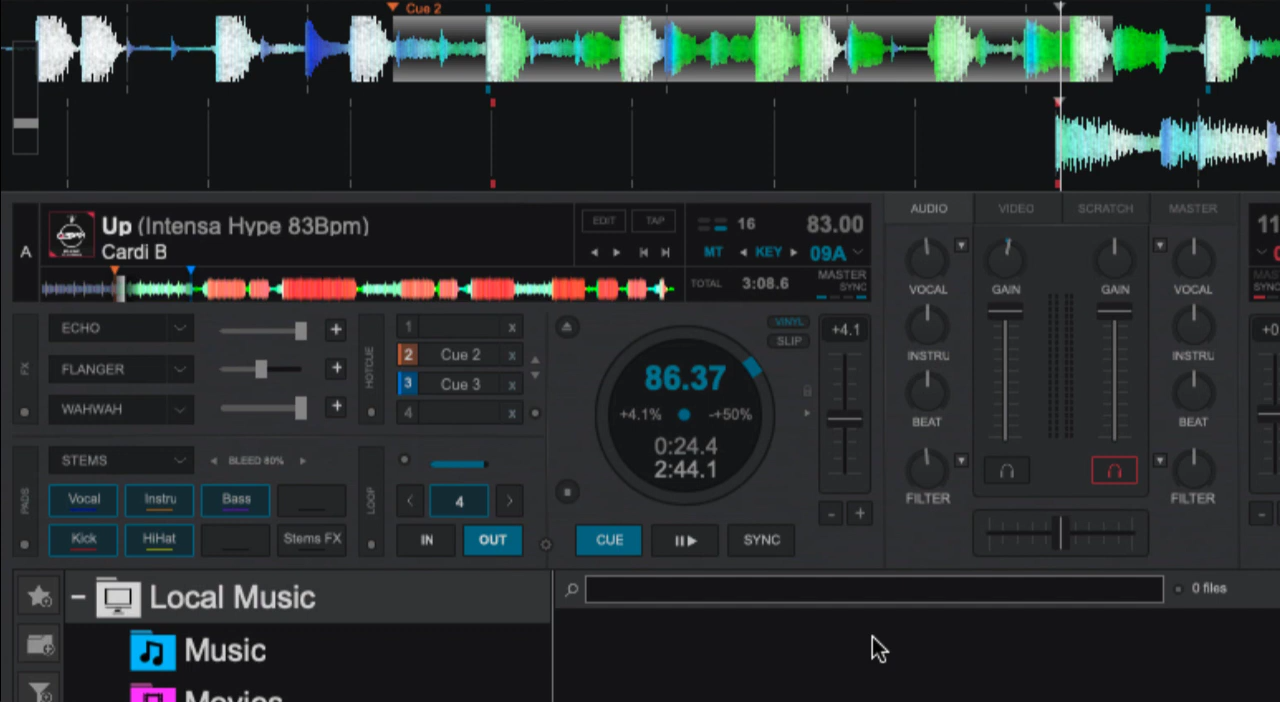 Cue 2
A
Up (Intensa Hype 83Bpm)
Cardi B
EDIT TAP
16 83.00
MT KEY 09A
TOTAL 3:08.6
MASTER
SYNC
AUDIO VIDEO SCRATCH MASTER
VOCAL GAIN GAIN VOCAL
INSTRU INSTRU
BEAT BEAT
FILTER FILTER
11
FX
ECHO +
FLANGER +
WAHWAH +
HOTCUE
1 x
2 Cue 2 x
3 Cue 3 x
4 x
VINYL
SLIP
86.37
+4.1% -+50%
0:24.4
2:44.1
+4.1
+0
- +
-
PADS
STEMS BLEED 80%
Vocal Instru Bass
Kick HiHat Stems FX
LOOP
4
IN OUT
CUE SYNC
Local Music
Music
Movies
0 files